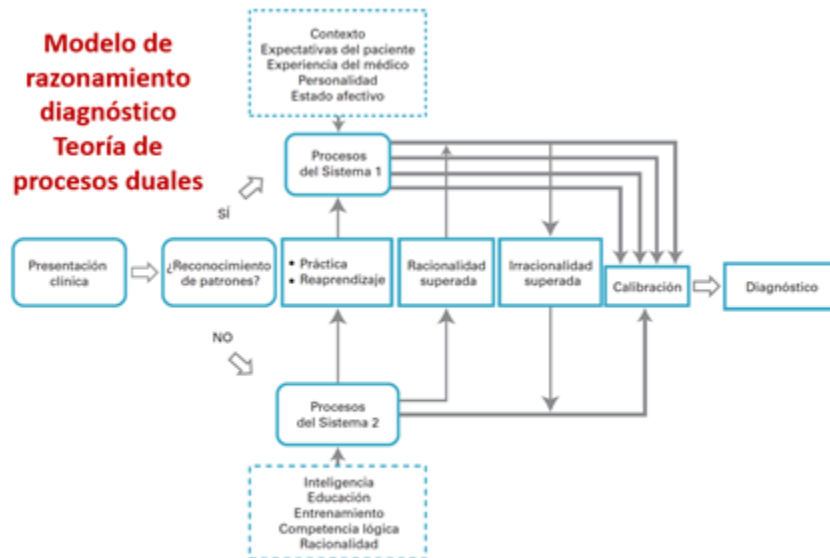 Modelo de
razonamiento
diagnóstico
Teoría de
procesos duales
Contexto
Expectativas del paciente
Experiencia del médico
Personalidad
Estado afectivo
Procesos
del Sistema 1
SÍ
Presentación
clínica
¿Reconocimiento
de patrones?
• Práctica
• Reaprendizaje
Racionalidad
superada
Irracionalidad
superada
Calibración
Diagnóstico
NO
Procesos
del Sistema 2
Inteligencia
Educación
Entrenamiento
Competencia lógica
Racionalidad